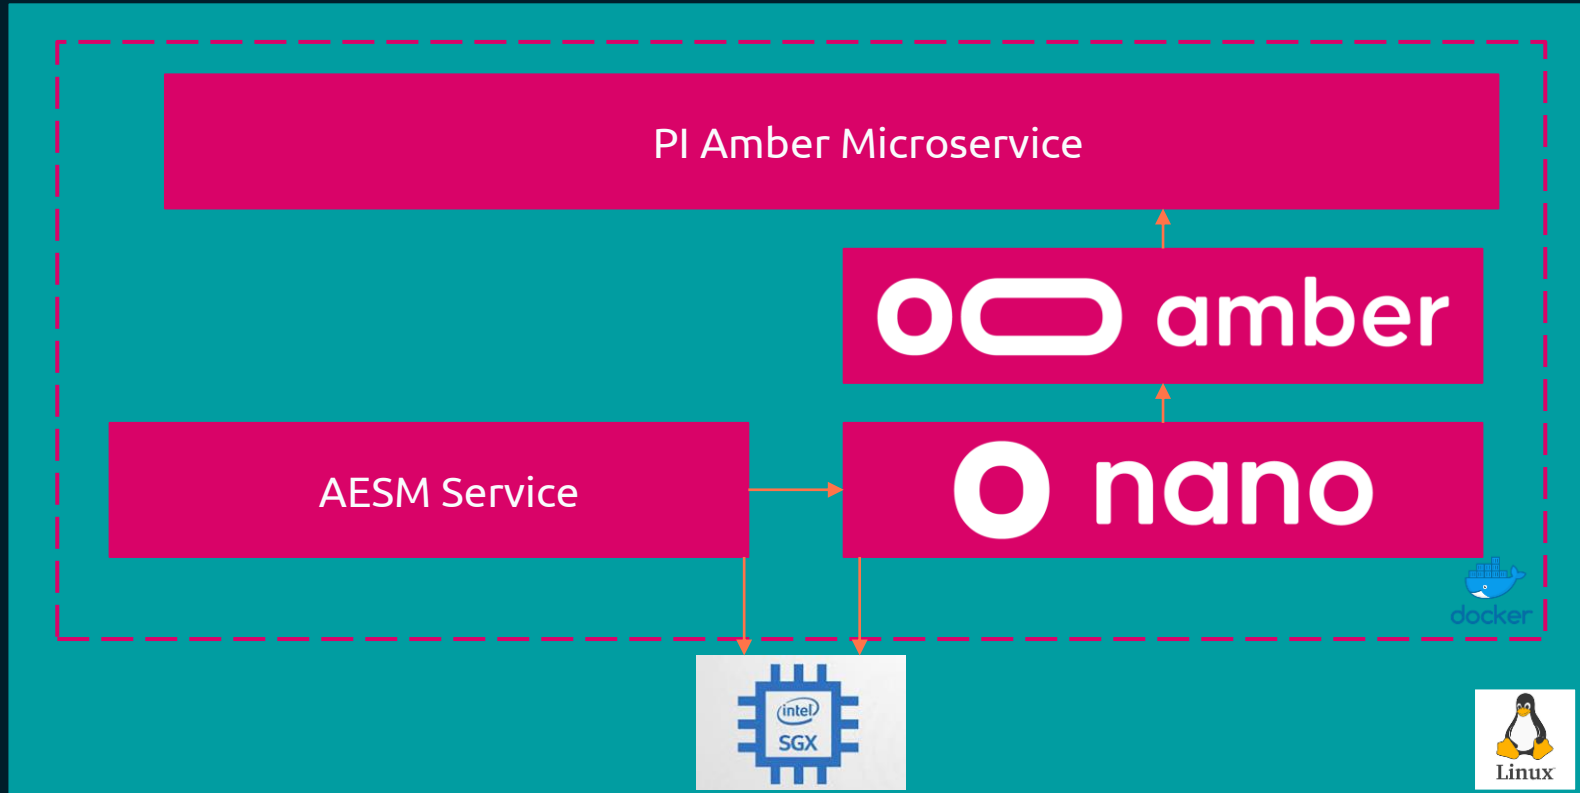 PI Amber Microservice
amber
AESM Service
nano
docker
intel
SGX
Linux